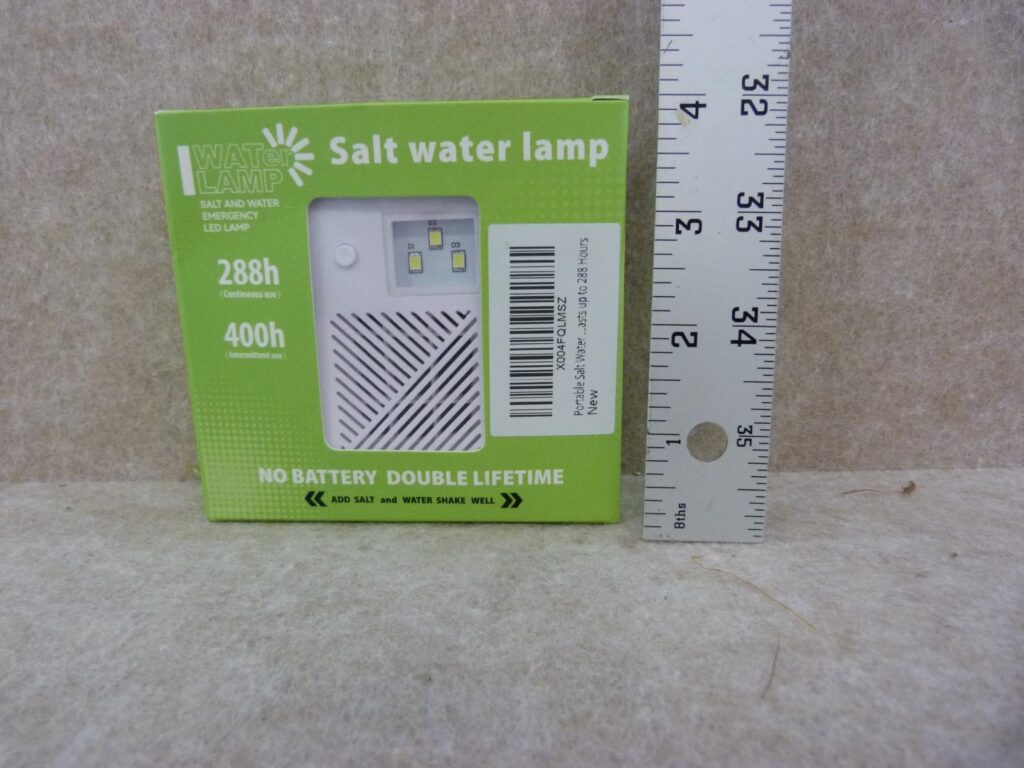 WATer
LAMP
SALT AND WATER
EMERGENCY
LED LAMP
Salt water lamp
288h
(Contineous use)
400h
(Intermittent use)
D1
D2
D3
X004FQLMSZ
Portable Salt Water ...asts up to 288 Hours
New
NO BATTERY DOUBLE LIFETIME
ADD SALT and WATER SHAKE WELL
4
3
2
1
8ths
32
33
34
35